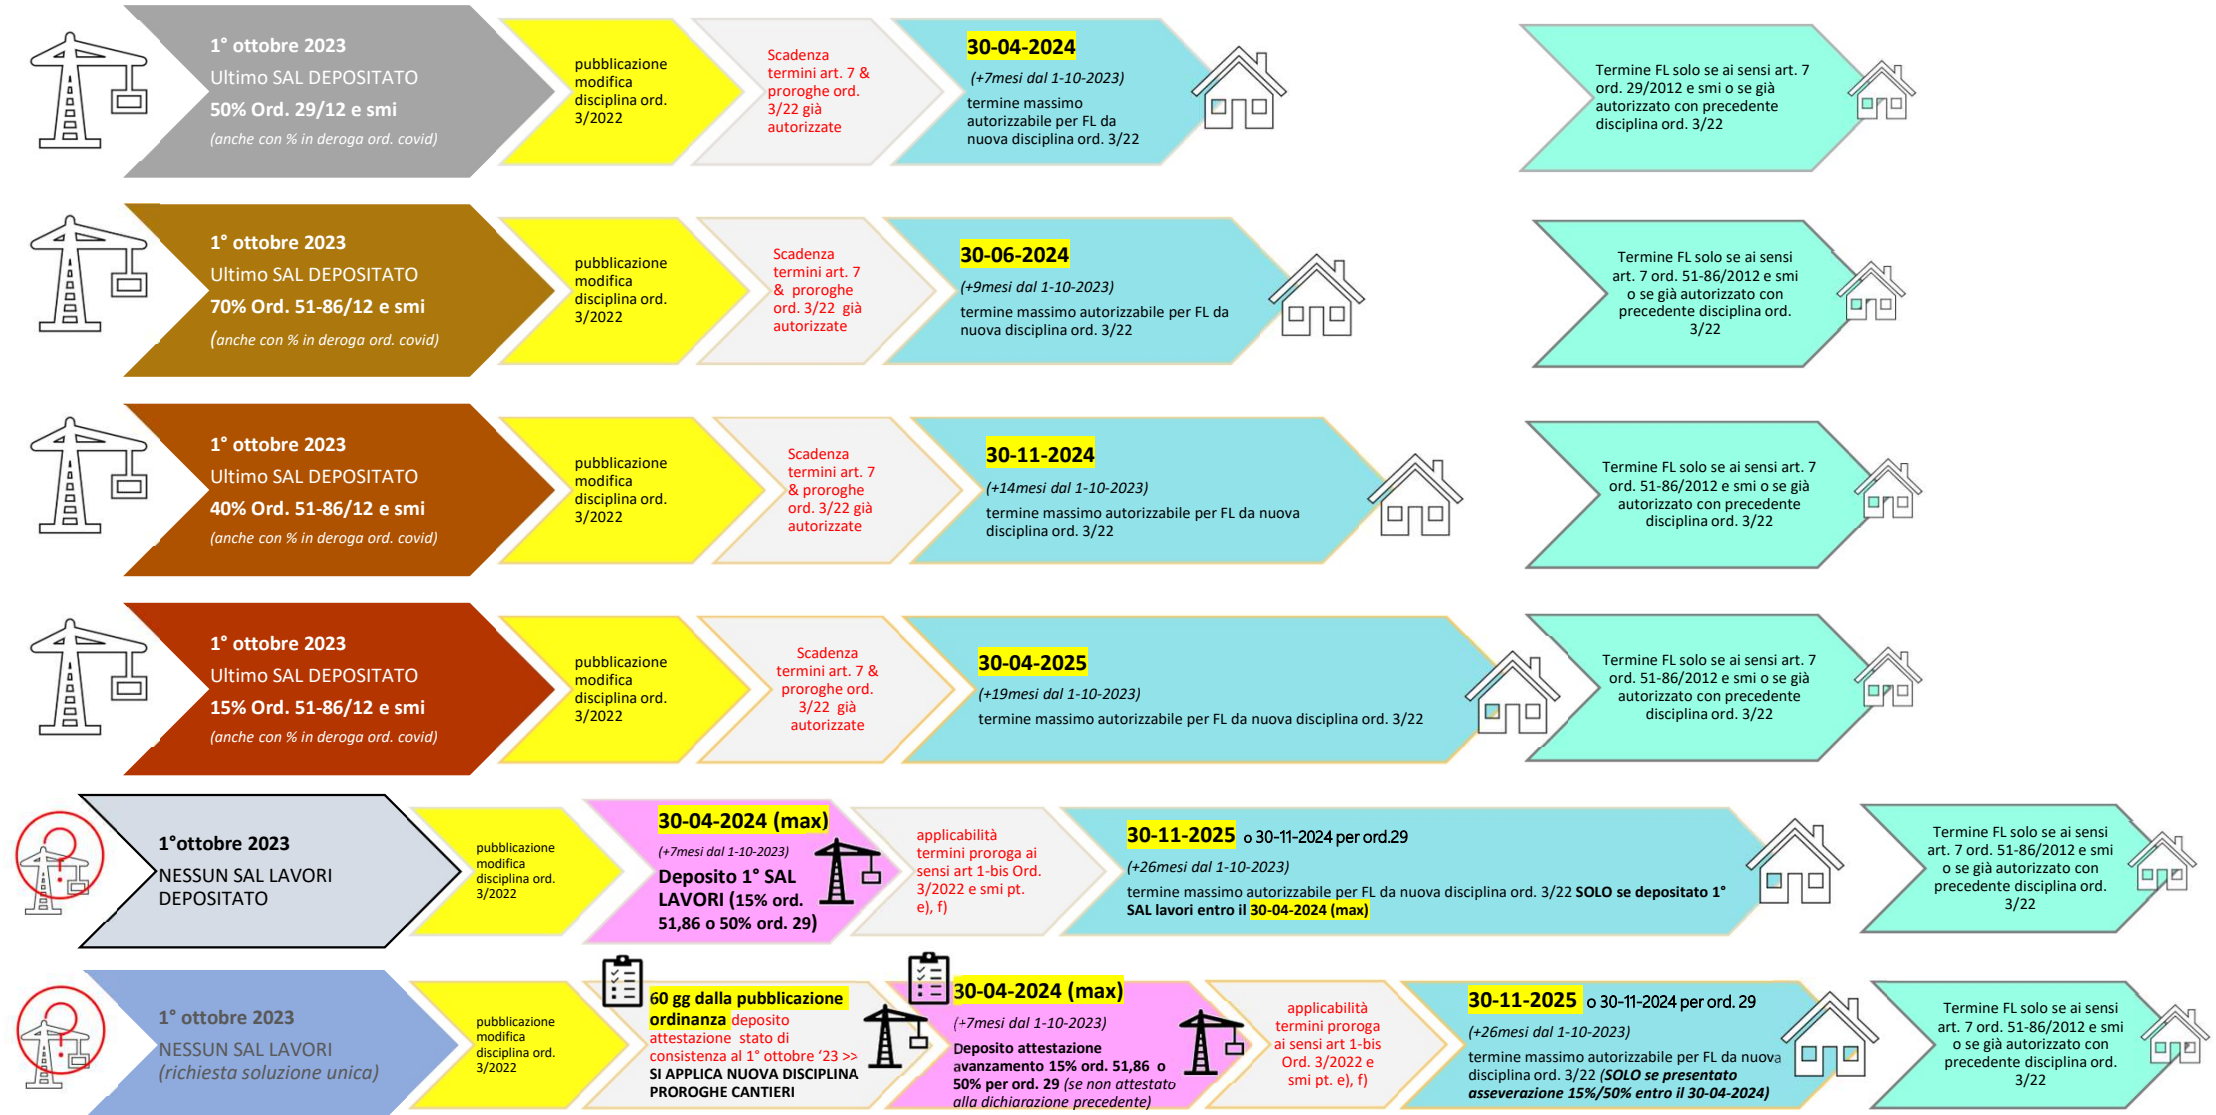 1° ottobre 2023
Ultimo SAL DEPOSITATO
50% Ord. 29/12 e smi
(anche con % in deroga ord. covid)
pubblicazione
modifica
disciplina ord.
3/2022
Scadenza
termini art. 7 &
proroghe ord.
3/22 già
autorizzate
30-04-2024
(+7mesi dal 1-10-2023)
termine massimo
autorizzabile per FL da
nuova disciplina ord. 3/22
Termine FL solo se ai sensi art. 7
ord. 29/2012 e smi o se già
autorizzato con precedente
disciplina ord. 3/22
1° ottobre 2023
Ultimo SAL DEPOSITATO
70% Ord. 51-86/12 e smi
(anche con % in deroga ord. covid)
pubblicazione
modifica
disciplina ord.
3/2022
Scadenza
termini art. 7
& proroghe
ord. 3/22 già
autorizzate
30-06-2024
(+9mesi dal 1-10-2023)
termine massimo autorizzabile per FL da
nuova disciplina ord. 3/22
Termine FL solo se ai sensi
art. 7 ord. 51-86/2012 e smi
o se già autorizzato con
precedente disciplina ord.
3/22
1° ottobre 2023
Ultimo SAL DEPOSITATO
40% Ord. 51-86/12 e smi
(anche con % in deroga ord. covid)
pubblicazione
modifica
disciplina ord.
3/2022
Scadenza
termini art. 7
& proroghe
ord. 3/22 già
autorizzate
30-11-2024
(+14mesi dal 1-10-2023)
termine massimo autorizzabile per FL da nuova
disciplina ord. 3/22
Termine FL solo se ai sensi art. 7
ord. 51-86/2012 e smi o se già
autorizzato con precedente
disciplina ord. 3/22
1° ottobre 2023
Ultimo SAL DEPOSITATO
15% Ord. 51-86/12 e smi
(anche con % in deroga ord. covid)
pubblicazione
modifica
disciplina ord.
3/2022
Scadenza
termini art. 7 &
proroghe ord.
3/22 già
autorizzate
30-04-2025
(+19mesi dal 1-10-2023)
termine massimo autorizzabile per FL da nuova disciplina ord. 3/22
Termine FL solo se ai sensi art. 7
ord. 51-86/2012 e smi o se già
autorizzato con precedente
disciplina ord. 3/22
1°ottobre 2023
NESSUN SAL LAVORI
DEPOSITATO
pubblicazione
modifica
disciplina ord.
3/2022
30-04-2024 (max)
(+7mesi dal 1-10-2023)
Deposito 1° SAL
LAVORI (15% ord.
51,86 o 50% ord. 29)
applicabilità
termini proroga ai
sensi art 1-bis Ord.
3/2022 e smi pt.
e), f)
30-11-2025 o 30-11-2024 per ord.29
(+26mesi dal 1-10-2023)
termine massimo autorizzabile per FL da nuova disciplina ord. 3/22 SOLO se depositato 1°
SAL lavori entro il 30-04-2024 (max)
Termine FL solo se ai sensi
art. 7 ord. 51-86/2012 e smi
o se già autorizzato con
precedente disciplina ord.
3/22
1° ottobre 2023
NESSUN SAL LAVORI
(richiesta soluzione unica)
pubblicazione
modifica
disciplina ord.
3/2022
60 gg dalla pubblicazione
ordinanza deposito
attestazione stato di
consistenza al 1° ottobre ‘23 >>
SI APPLICA NUOVA DISCIPLINA
PROROGHE CANTIERI
30-04-2024 (max)
(+7mesi dal 1-10-2023)
Deposito attestazione
avanzamento 15% ord. 51,86 o
50% per ord. 29 (se non attestato
alla dichiarazione precedente)
applicabilità
termini proroga
ai sensi art 1-bis
Ord. 3/2022 e
smi pt. e), f)
30-11-2025 o 30-11-2024 per ord. 29
(+26mesi dal 1-10-2023)
termine massimo autorizzabile per FL da nuova
disciplina ord. 3/22 (SOLO se presentato
asseverazione 15%/50% entro il 30-04-2024)
Termine FL solo se ai sensi
art. 7 ord. 51-86/2012 e smi
o se già autorizzato con
precedente disciplina ord.
3/22